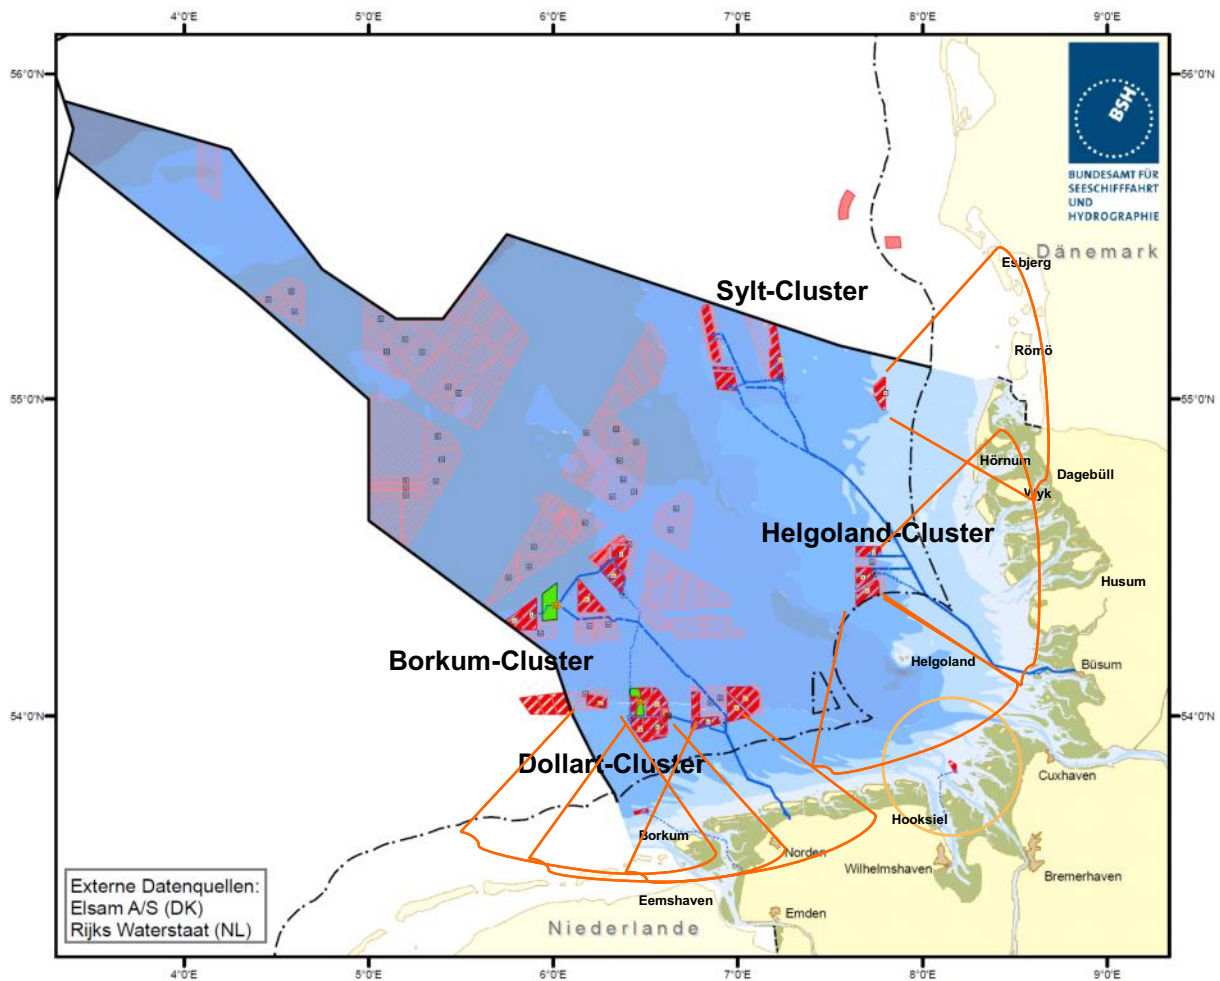 4°0'E
5°0'E
6°0'E
7°0'E
8°0'E
9°0'E
56°0'N
56°0'N
BSH
BUNDESAMT FÜR
SEESCHIFFFAHRT
UND
HYDROGRAPHIE
Dänemark
Esbjerg
Sylt-Cluster
Römö
55°0'N
55°0'N
Hörnum
Dagebüll
Wyk
Helgoland-Cluster
Husum
Borkum-Cluster
Helgoland
Büsum
54°0'N
54°0'N
Dollart-Cluster
Cuxhaven
Hooksiel
Borkum
Norden
Wilhelmshaven
Bremerhaven
Externe Datenquellen:
Elsam A/S (DK)
Rijks Waterstaat (NL)
Eemshaven
Emden
Niederlande
4°0'E
5°0'E
6°0'E
7°0'E
8°0'E
9°0'E